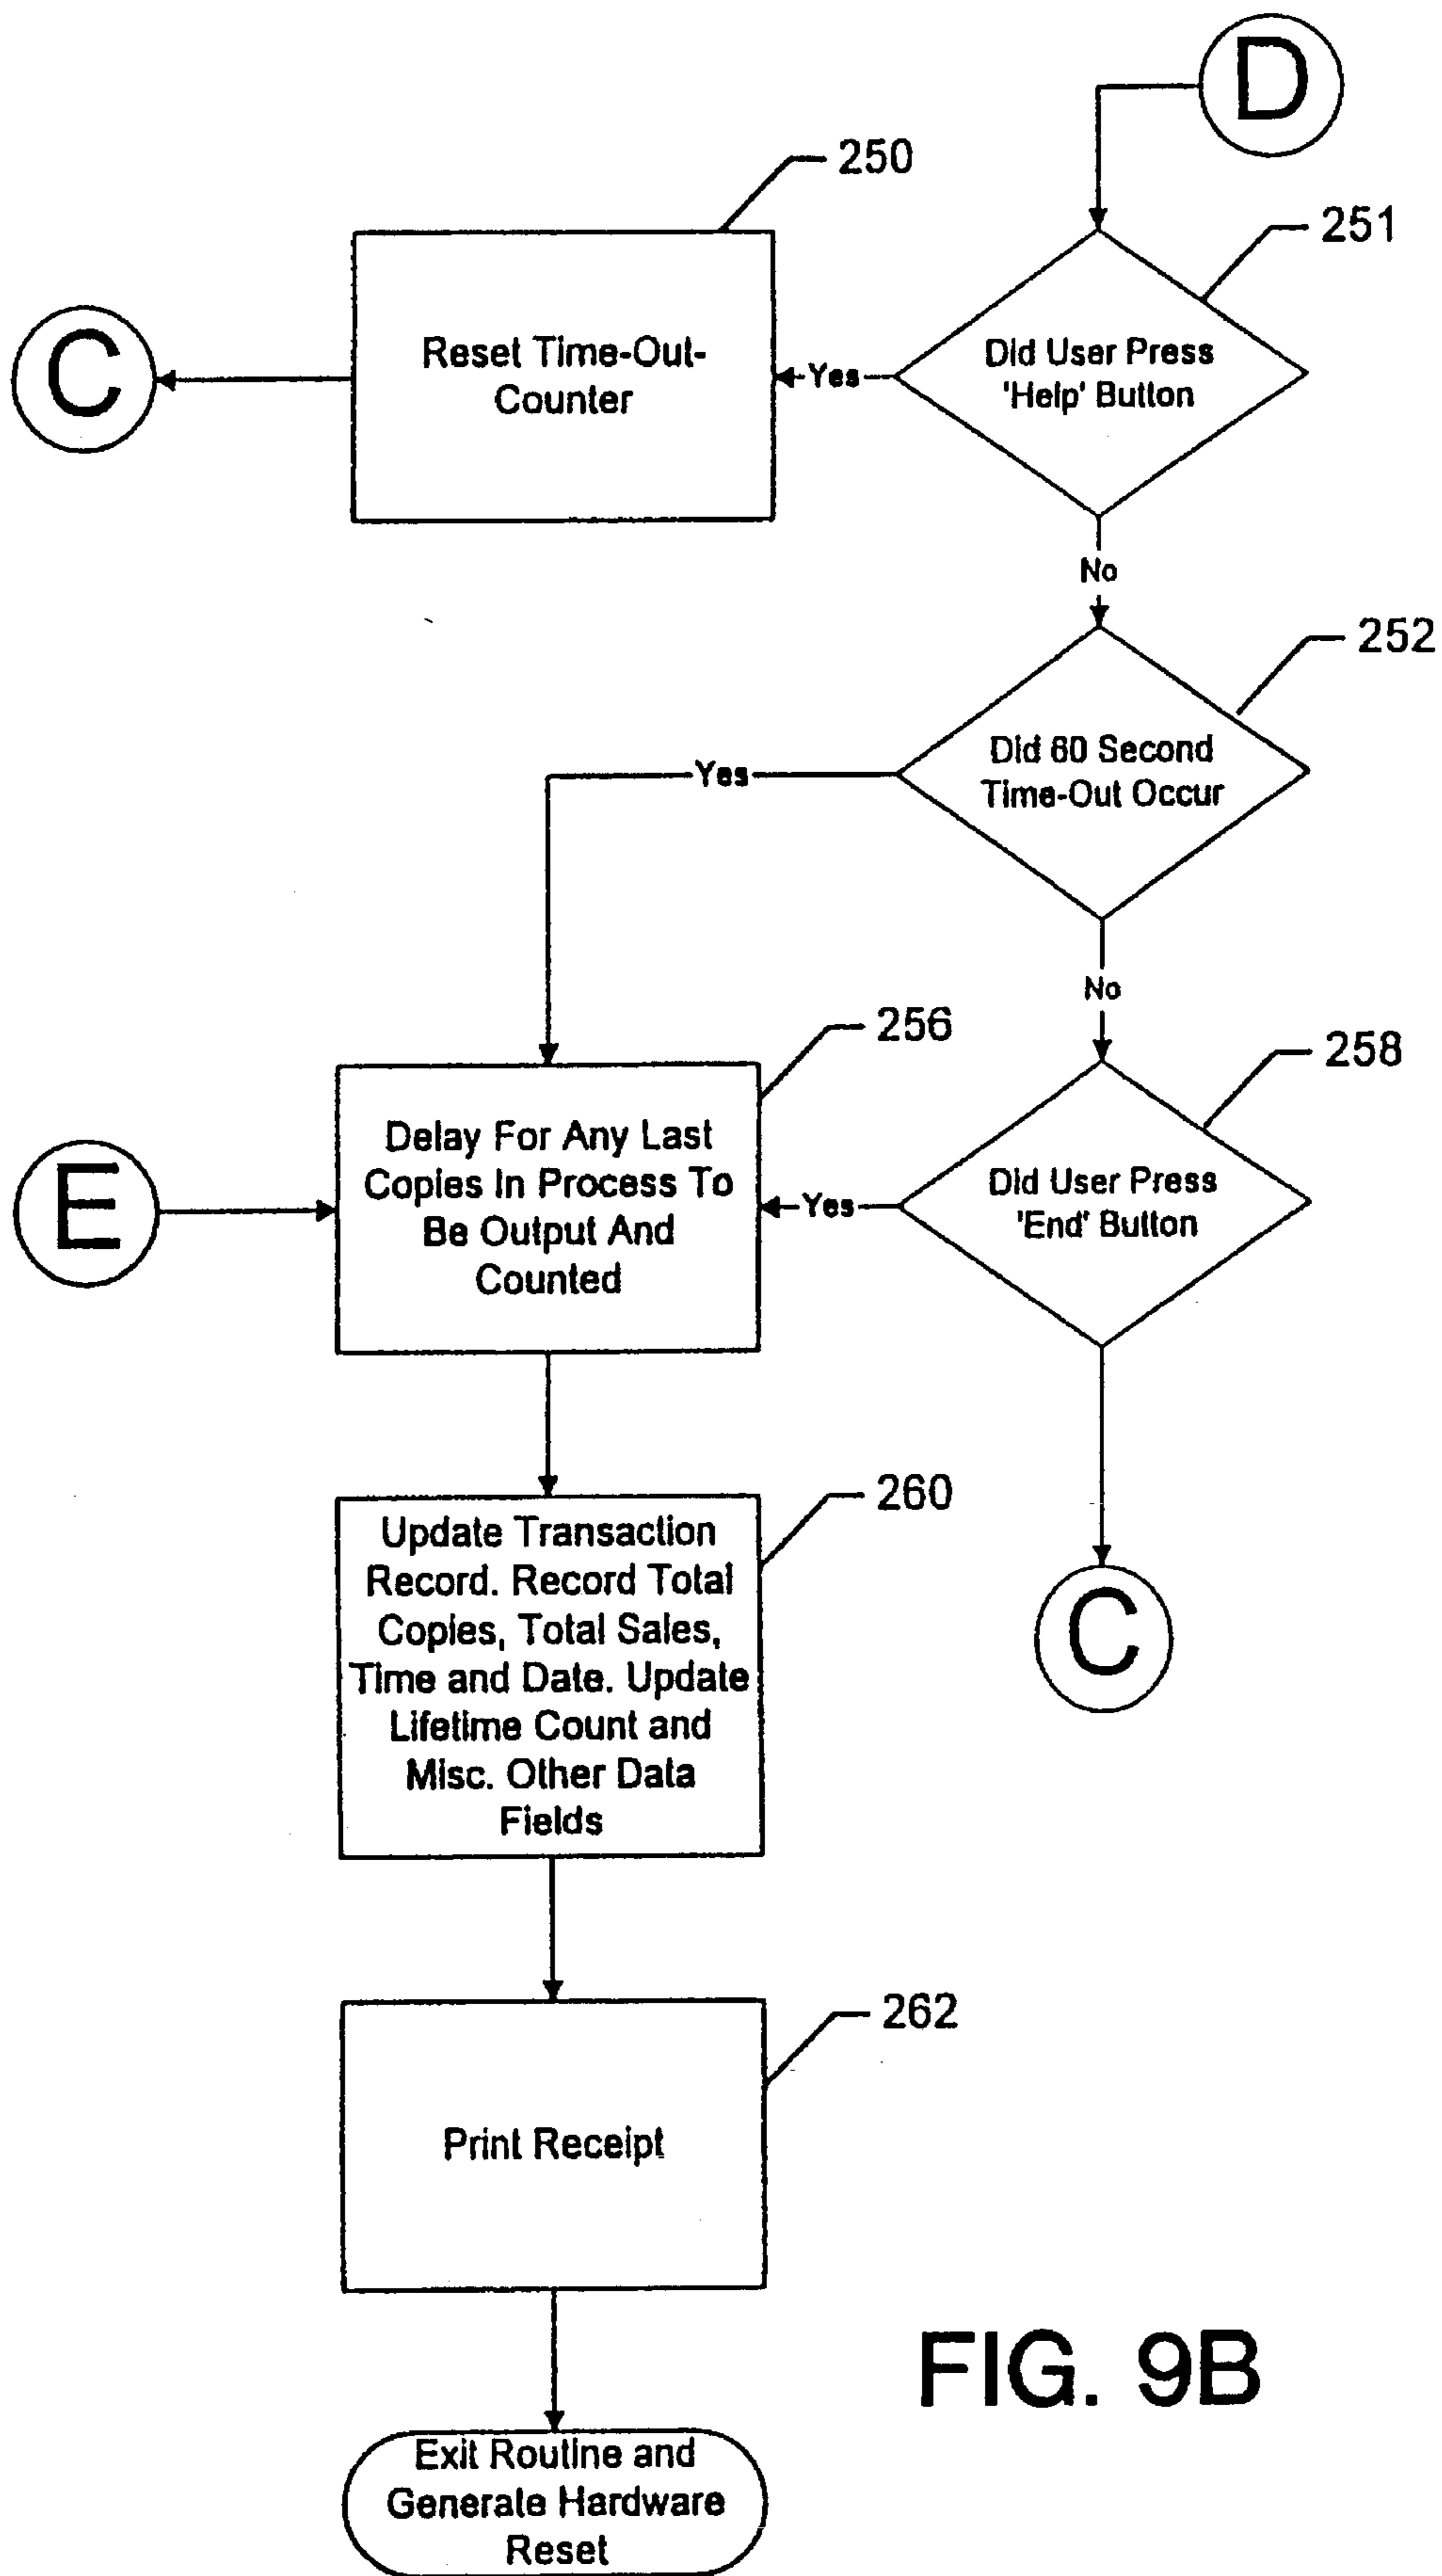 D
250
251
Reset Time-Out-
Counter
C
Yes
Did User Press
'Help' Button
No
252
Did 60 Second
Time-Out Occur
Yes
No
256
258
Delay For Any Last
Copies In Process To
Be Output And
Counted
E
Yes
Did User Press
'End' Button
260
Update Transaction
Record. Record Total
Copies, Total Sales,
Time and Date. Update
Lifetime Count and
Misc. Other Data
Fields
C
262
Print Receipt
FIG. 9B
Exit Routine and
Generate Hardware
Reset